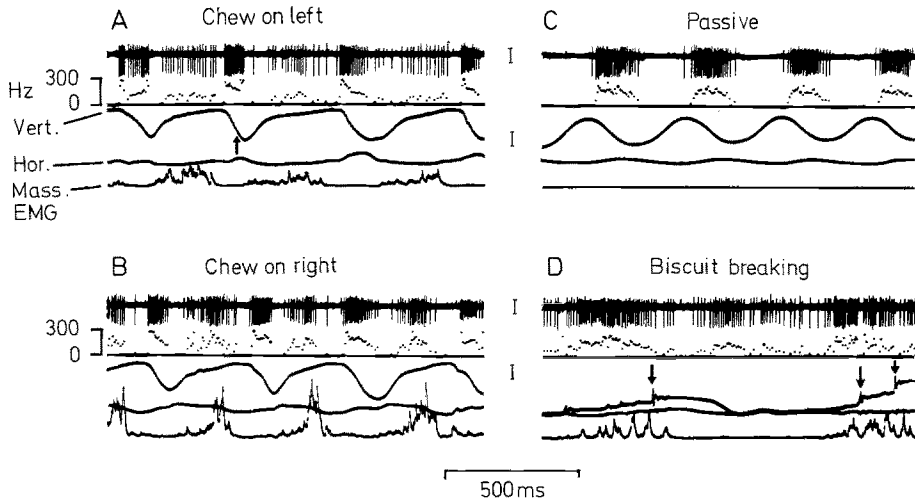 A
Chew on left
Hz
300
0
Vert.
Hor.
Mass.
EMG
C
Passive
I
I
B
Chew on right
300
0
D
Biscuit breaking
I
I
500ms